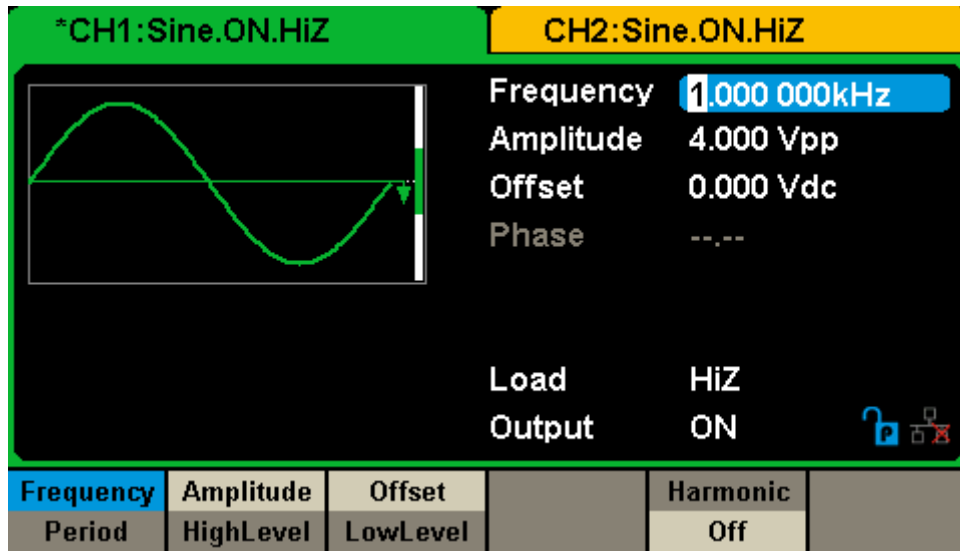 *CH1:Sine.ON.HiZ CH2:Sine.ON.HiZ
Frequency 1.000 000kHz
Amplitude 4.000 Vpp
Offset 0.000 Vdc
Phase --.--
Load HiZ
Output ON P
Frequency Amplitude Offset Harmonic
Period HighLevel LowLevel Off